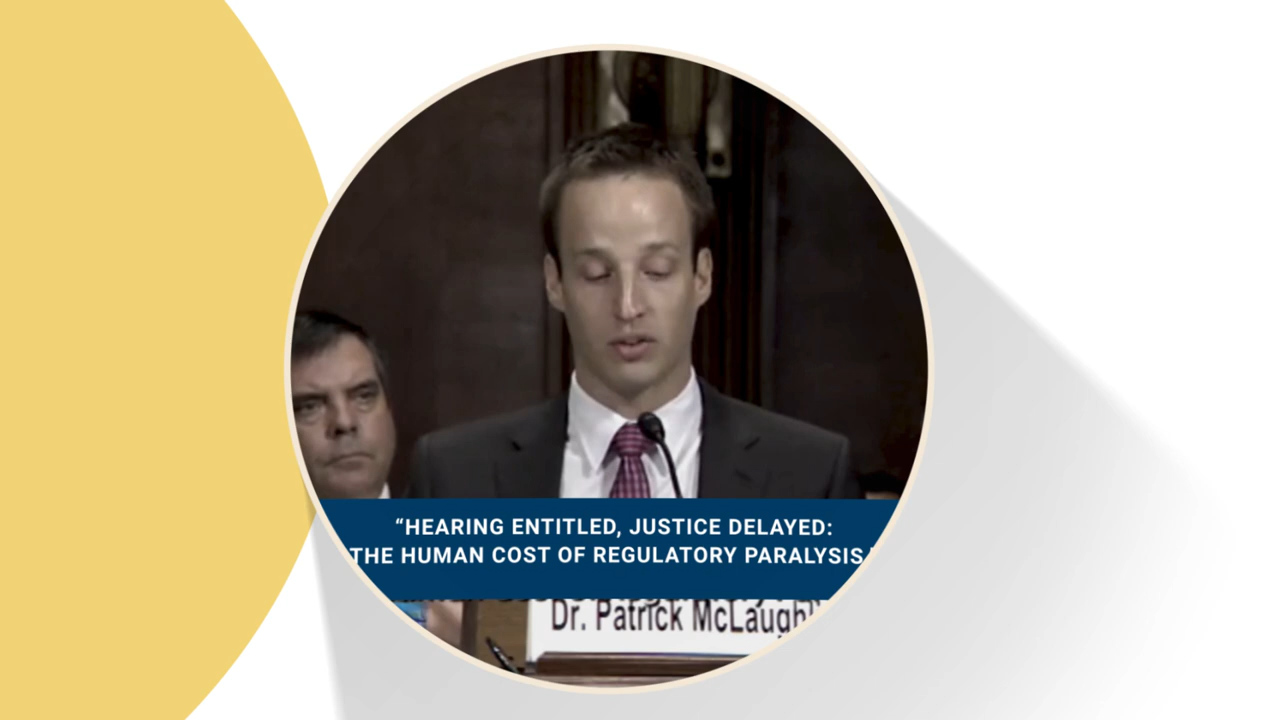 “HEARING ENTITLED, JUSTICE DELAYED:
THE HUMAN COST OF REGULATORY PARALYSIS
Dr. Patrick McLaugh